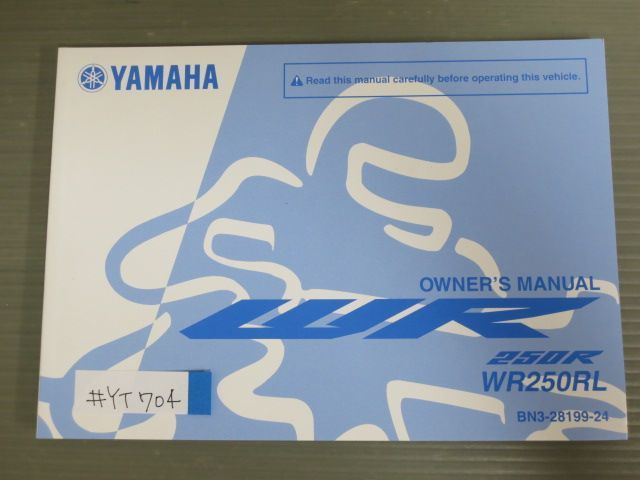 YAMAHA
Read this manual carefully before operating this vehicle.
OWNER'S MANUAL
WR
250R
WR250RL
BN3-28199-24
#YT704